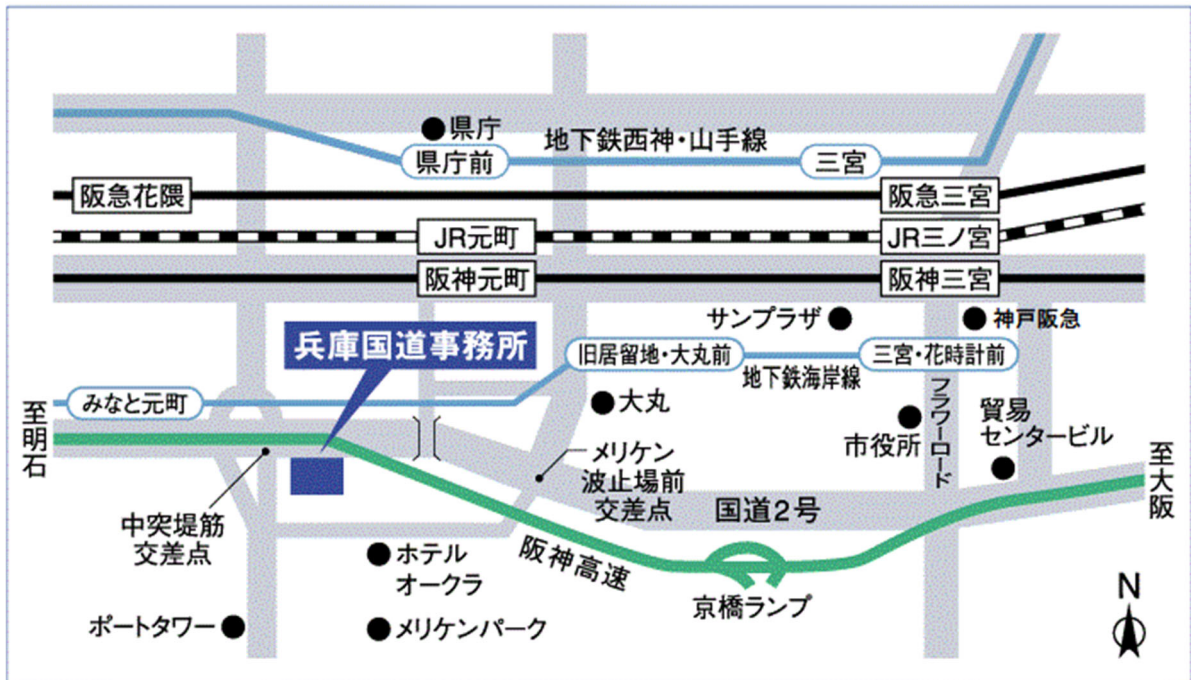 県庁
地下鉄西神・山手線
県庁前
三宮
阪急花隈
阪急三宮
JR元町
JR三ノ宮
阪神元町
阪神三宮
サンプラザ
神戸阪急
兵庫国道事務所
旧居留地・大丸前
三宮・花時計前
地下鉄海岸線
みなと元町
大丸
フラワーロード
市役所
貿易
センタービル
至明石
至大阪
メリケン
波止場前
交差点
国道2号
中突堤筋
交差点
阪神高速
ホテル
オークラ
京橋ランプ
ポートタワー
メリケンパーク
N